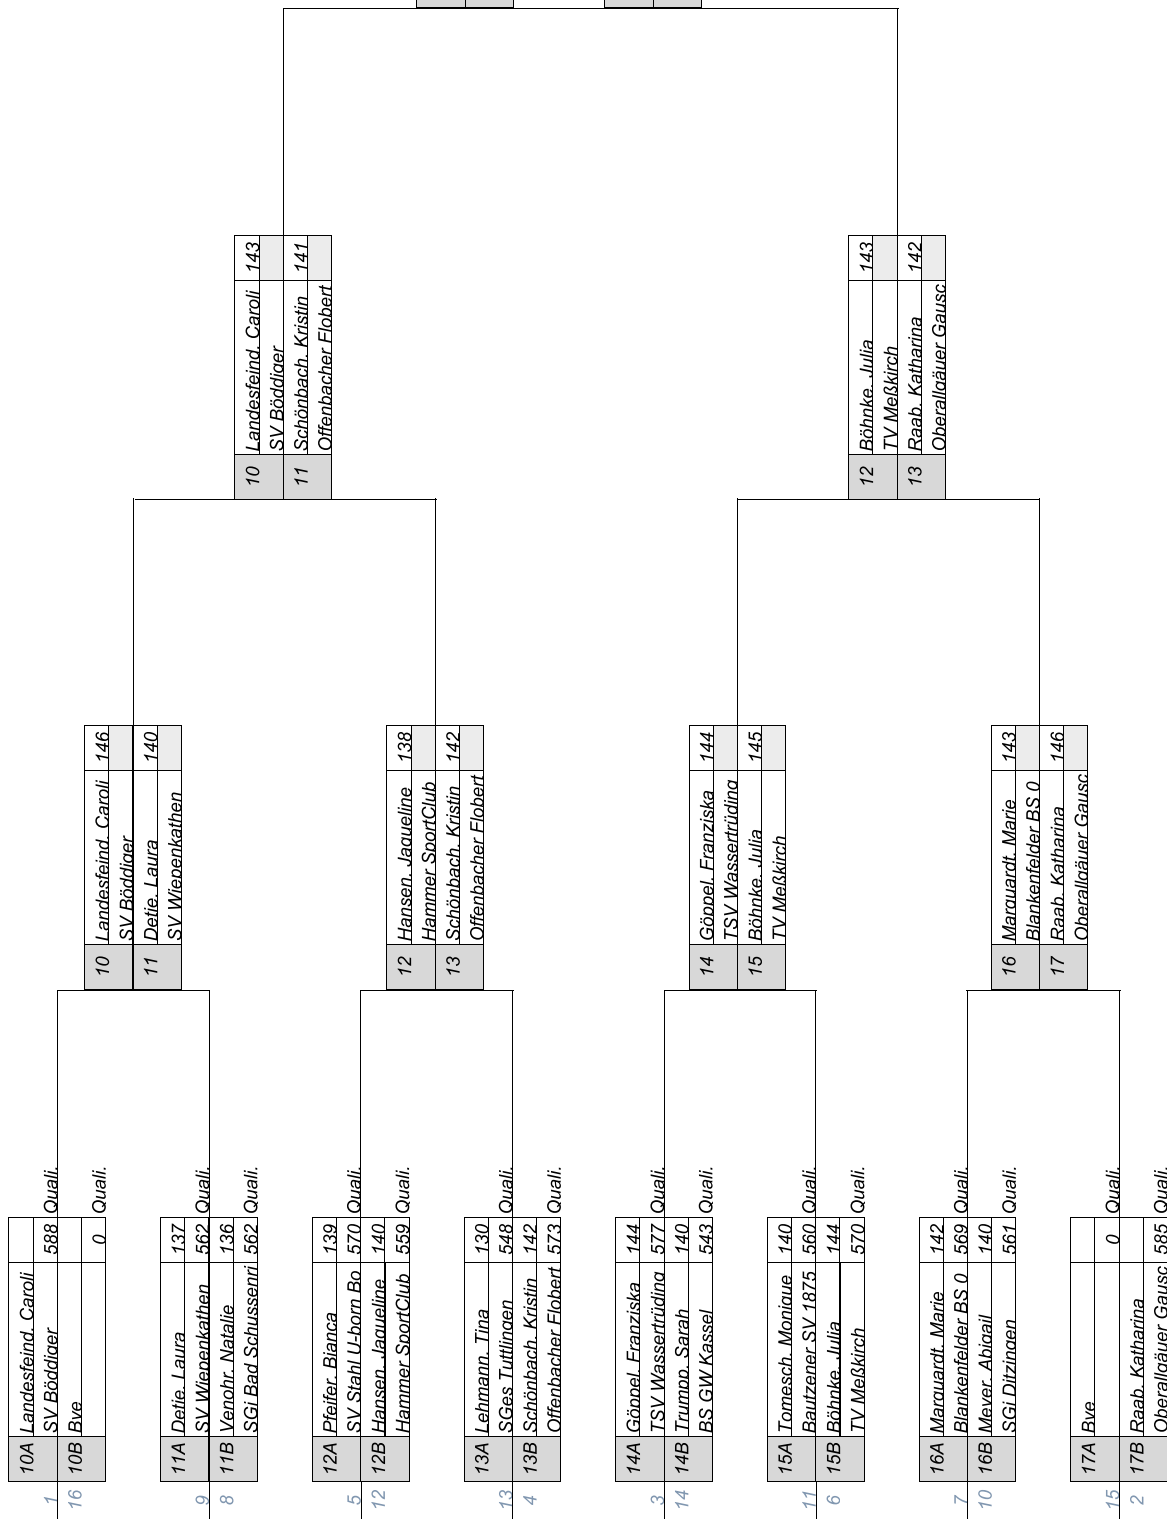 10A Landesfeind, Caroli
1 SV Böddiger 588 Quali.
16 10B Bye
0 Quali.
11A Detje, Laura 137
9 SV Wiepenkathen 562 Quali.
8 11B Venohr, Natalie 136
SGi Bad Schussenri 562 Quali.
12A Pfeifer, Bianca 139
5 SV Stahl U-born Bo 570 Quali.
12 12B Hansen, Jaqueline 140
Hammer SportClub 559 Quali.
13A Lehmann, Tina 130
13 SGes Tuttlingen 548 Quali.
4 13B Schönbach, Kristin 142
Offenbacher Flobert 573 Quali.
14A Göppel, Franziska 144
3 TSV Wassertrüding 577 Quali.
14 14B Trumpp, Sarah 140
BS GW Kassel 543 Quali.
15A Tomesch, Monique 140
11 Bautzener SV 1875 560 Quali.
6 15B Böhnke, Julia 144
TV Meßkirch 570 Quali.
16A Marquardt, Marie 142
7 Blankenfelder BS 0 569 Quali.
10 16B Meyer, Abigail 140
SGi Ditzingen 561 Quali.
17A Bye
15 0 Quali.
2 17B Raab, Katharina
Oberallgäuer Gausc 585 Quali.
10 Landesfeind, Caroli 146
SV Böddiger
11 Detje, Laura 140
SV Wiepenkathen
12 Hansen, Jaqueline 138
Hammer SportClub
13 Schönbach, Kristin 142
Offenbacher Flobert
14 Göppel, Franziska 144
TSV Wassertrüding
15 Böhnke, Julia 145
TV Meßkirch
16 Marquardt, Marie 143
Blankenfelder BS 0
17 Raab, Katharina 146
Oberallgäuer Gausc
10 Landesfeind, Caroli 143
SV Böddiger
11 Schönbach, Kristin 141
Offenbacher Flobert
12 Böhnke, Julia 143
TV Meßkirch
13 Raab, Katharina 142
Oberallgäuer Gausc